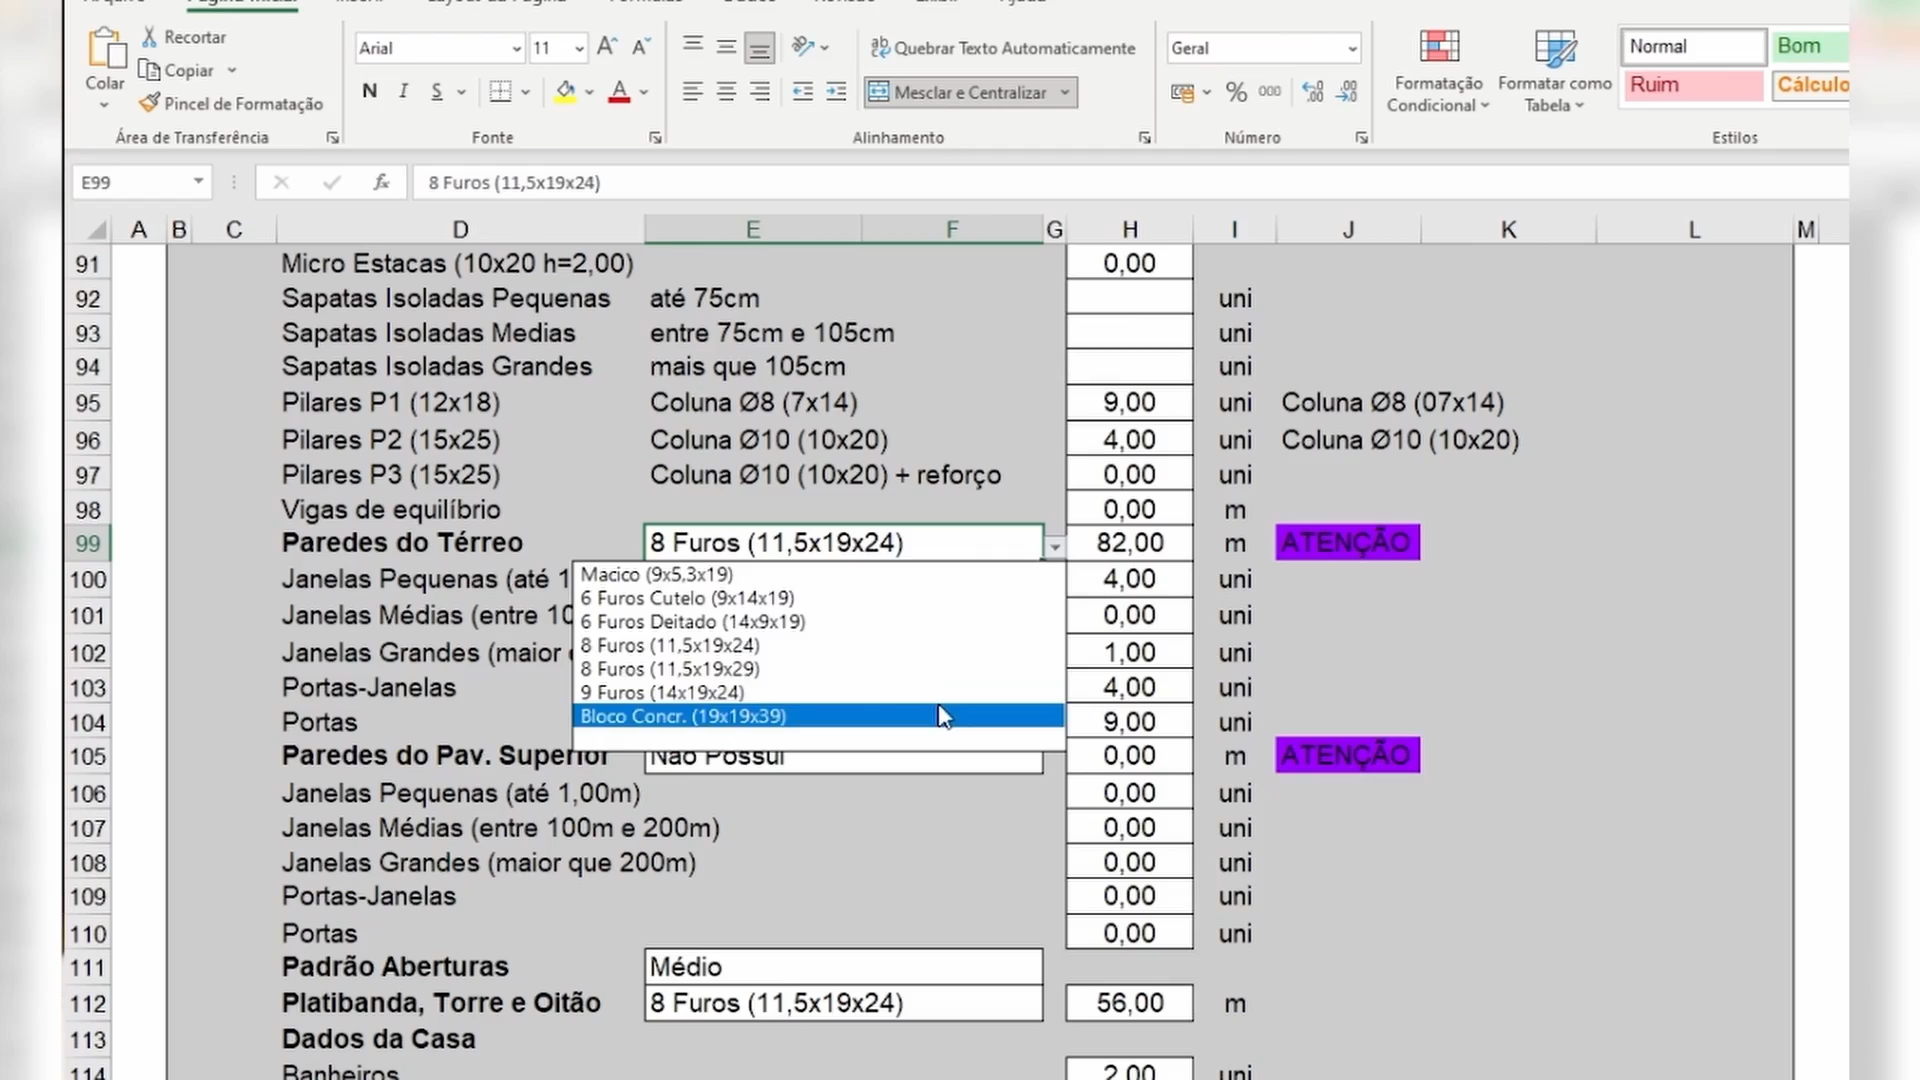 Arquivo Página Inicial Inserir Layout da Página Fórmulas Dados Revisão Exibir Ajuda
Recortar
Copiar
Pincel de Formatação
Colar
Área de Transferência
Arial 11
N I S
Fonte
Quebrar Texto Automaticamente
Mesclar e Centralizar
Alinhamento
Geral
% 000
Número
Formatação Condicional
Formatar como Tabela
Normal Bom
Ruim Cálculo
Estilos
E99 fx 8 Furos (11,5x19x24)
A B C D E F G H I J K L M
91 Micro Estacas (10x20 h=2,00) 0,00
92 Sapatas Isoladas Pequenas até 75cm uni
93 Sapatas Isoladas Medias entre 75cm e 105cm uni
94 Sapatas Isoladas Grandes mais que 105cm uni
95 Pilares P1 (12x18) Coluna Ø8 (7x14) 9,00 uni Coluna Ø8 (07x14)
96 Pilares P2 (15x25) Coluna Ø10 (10x20) 4,00 uni Coluna Ø10 (10x20)
97 Pilares P3 (15x25) Coluna Ø10 (10x20) + reforço 0,00 uni
98 Vigas de equilíbrio 0,00 m
99 Paredes do Térreo 8 Furos (11,5x19x24) 82,00 m ATENÇÃO
100 Janelas Pequenas (até 1 4,00 uni
101 Janelas Médias (entre 10 0,00 uni
102 Janelas Grandes (maior 1,00 uni
103 Portas-Janelas 4,00 uni
104 Portas 9,00 uni
Macico (9x5,3x19)
6 Furos Cutelo (9x14x19)
6 Furos Deitado (14x9x19)
8 Furos (11,5x19x24)
8 Furos (11,5x19x29)
9 Furos (14x19x24)
Bloco Concr. (19x19x39)
105 Paredes do Pav. Superior Não Possui 0,00 m ATENÇÃO
106 Janelas Pequenas (até 1,00m) 0,00 uni
107 Janelas Médias (entre 100m e 200m) 0,00 uni
108 Janelas Grandes (maior que 200m) 0,00 uni
109 Portas-Janelas 0,00 uni
110 Portas 0,00 uni
111 Padrão Aberturas Médio
112 Platibanda, Torre e Oitão 8 Furos (11,5x19x24) 56,00 m
113 Dados da Casa
114 Banheiros 2,00 uni